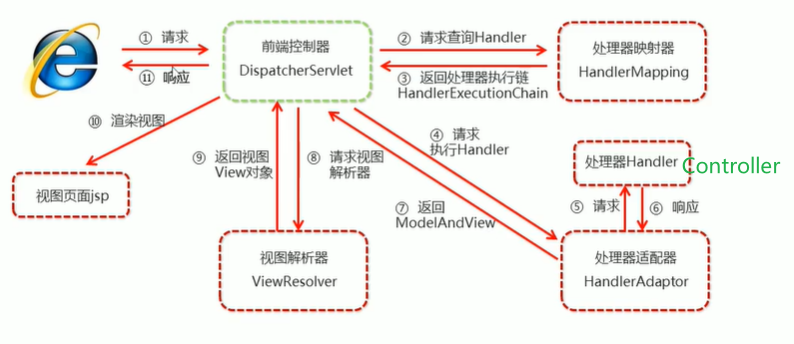 ① 请求
⑪ 响应
前端控制器
DispatcherServlet
② 请求查询Handler
③ 返回处理器执行链
HandlerExecutionChain
处理器映射器
HandlerMapping
⑩ 渲染视图
视图页面jsp
⑨ 返回视图
View对象
⑧ 请求视图
解析器
④ 请求
执行Handler
处理器Handler
Controller
⑦ 返回
ModelAndView
⑤ 请求
⑥ 响应
视图解析器
ViewResolver
处理器适配器
HandlerAdaptor